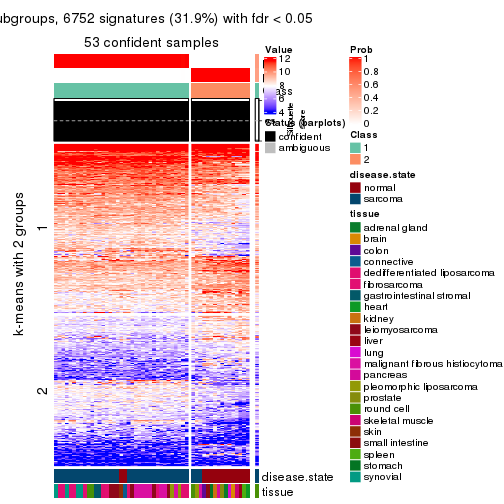 ubgroups, 6752 signatures (31.9%) with fdr < 0.05
53 confident samples
k-means with 2 groups
1
2
Value
12
10
8
6
4
Status (barplots)
confident
ambiguous
Silhouette
score
Prob
1
0.8
0.6
0.4
0.2
0
Class
1
2
disease.state
normal
sarcoma
tissue
adrenal gland
brain
colon
connective
dedifferentiated liposarcoma
fibrosarcoma
gastrointestinal stromal
heart
kidney
leiomyosarcoma
liver
lung
malignant fibrous histiocytoma
pancreas
pleomorphic liposarcoma
prostate
round cell
skeletal muscle
skin
small intestine
spleen
stomach
synovial
disease.state
tissue